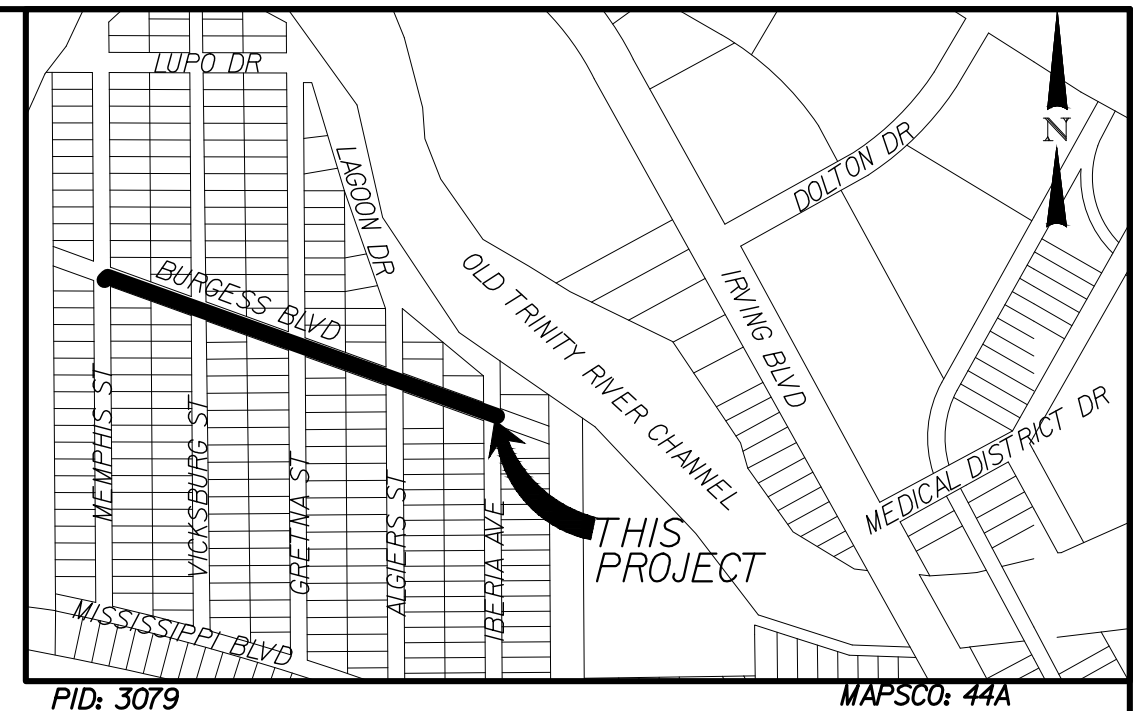 LUPO DR
N
LAGOON DR
DOLTON DR
BURGESS BLVD
OLD TRINITY RIVER CHANNEL
IRVING BLVD
MEMPHIS ST
VICKSBURG ST
GRETNA ST
ALGIERS ST
IBERIA AVE
MEDICAL DISTRICT DR
THIS
PROJECT
MISSISSIPPI BLVD
PID: 3079
MAPSCO: 44A